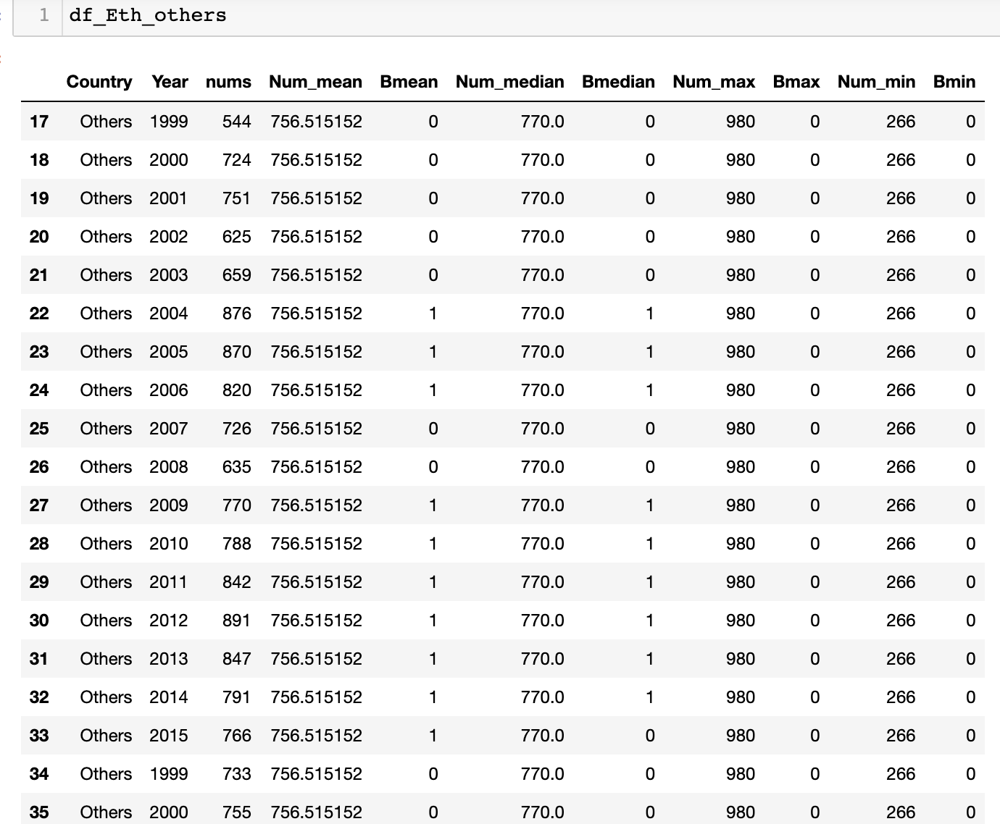 1 df_Eth_others
Country Year nums Num_mean Bmean Num_median Bmedian Num_max Bmax Num_min Bmin
17 Others 1999 544 756.515152 0 770.0 0 980 0 266 0
18 Others 2000 724 756.515152 0 770.0 0 980 0 266 0
19 Others 2001 751 756.515152 0 770.0 0 980 0 266 0
20 Others 2002 625 756.515152 0 770.0 0 980 0 266 0
21 Others 2003 659 756.515152 0 770.0 0 980 0 266 0
22 Others 2004 876 756.515152 1 770.0 1 980 0 266 0
23 Others 2005 870 756.515152 1 770.0 1 980 0 266 0
24 Others 2006 820 756.515152 1 770.0 1 980 0 266 0
25 Others 2007 726 756.515152 0 770.0 0 980 0 266 0
26 Others 2008 635 756.515152 0 770.0 0 980 0 266 0
27 Others 2009 770 756.515152 1 770.0 1 980 0 266 0
28 Others 2010 788 756.515152 1 770.0 1 980 0 266 0
29 Others 2011 842 756.515152 1 770.0 1 980 0 266 0
30 Others 2012 891 756.515152 1 770.0 1 980 0 266 0
31 Others 2013 847 756.515152 1 770.0 1 980 0 266 0
32 Others 2014 791 756.515152 1 770.0 1 980 0 266 0
33 Others 2015 766 756.515152 1 770.0 0 980 0 266 0
34 Others 1999 733 756.515152 0 770.0 0 980 0 266 0
35 Others 2000 755 756.515152 0 770.0 0 980 0 266 0